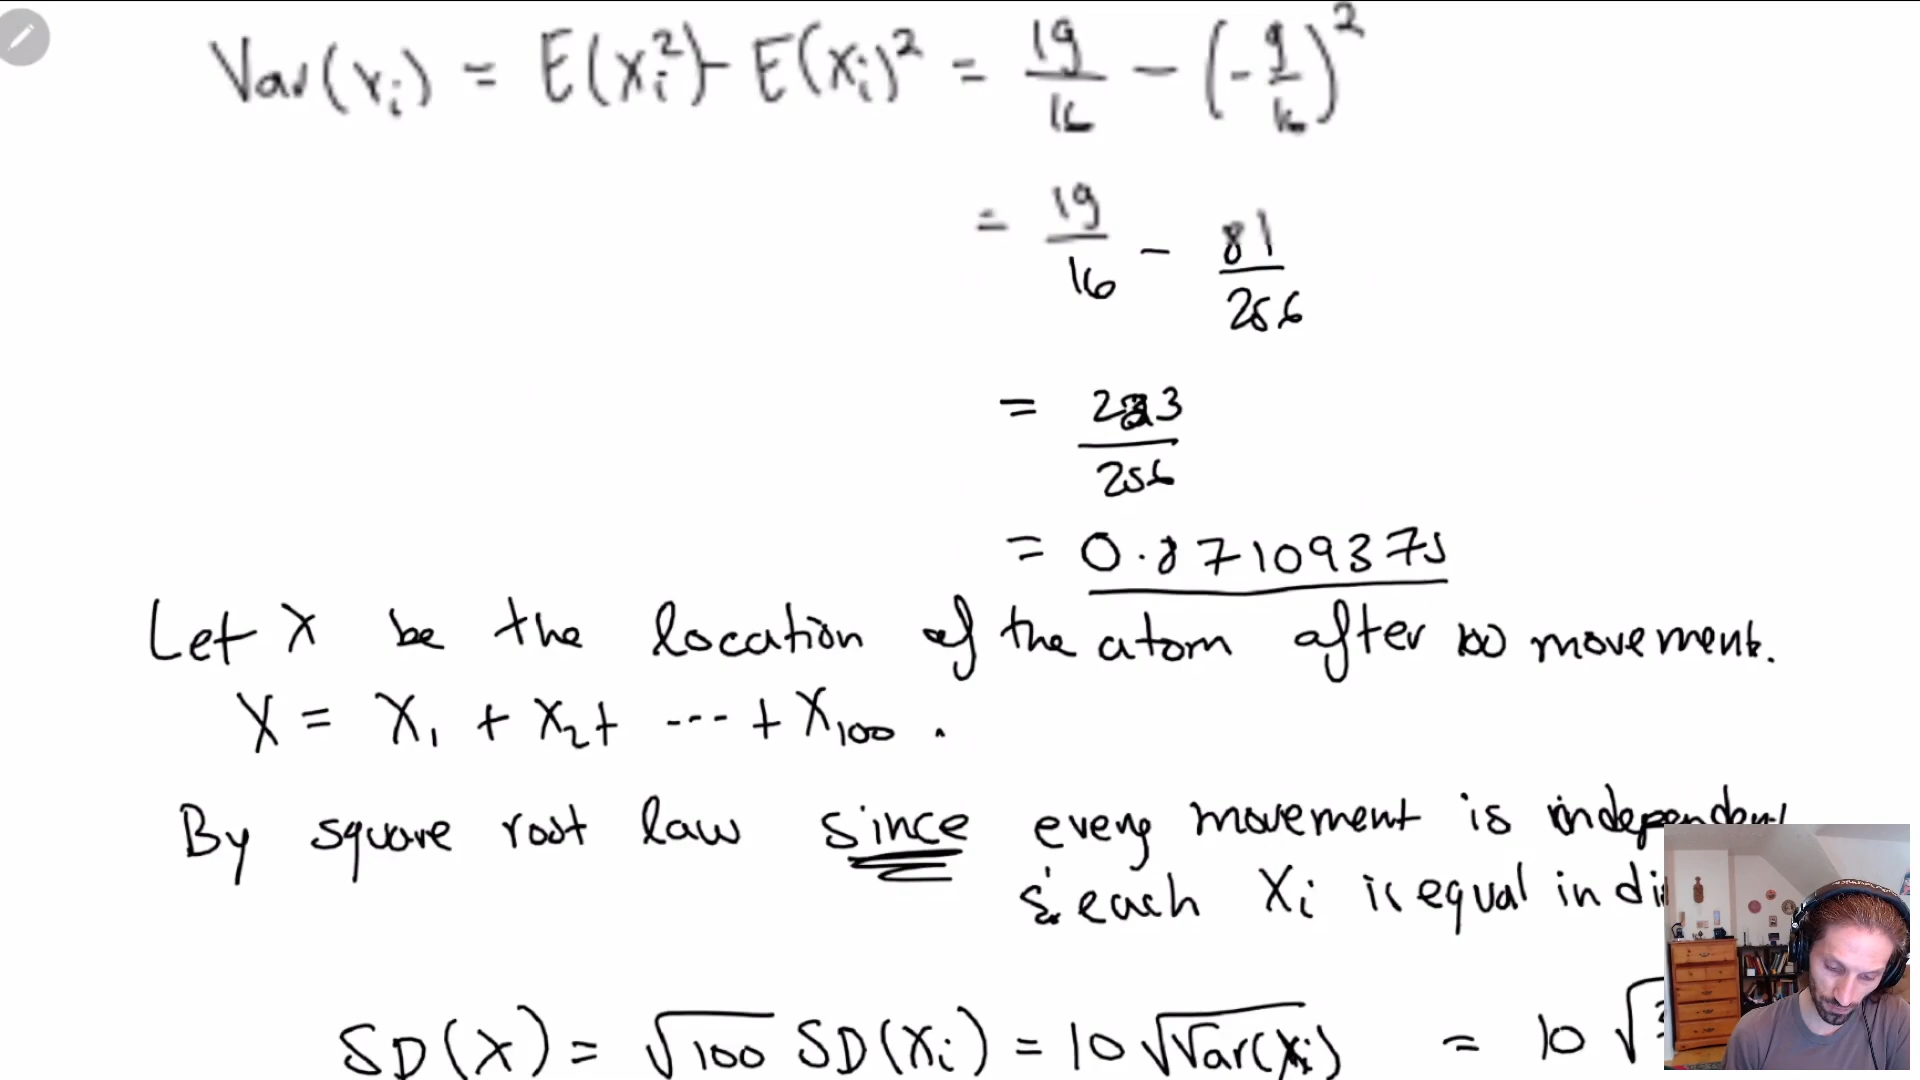 Var(Xᵢ) = E(Xᵢ²) - E(Xᵢ)² = 19/16 - (-9/16)²
= 19/16 - 81/256
= 223/256
= 0.87109375
Let X be the location of the atom after 100 movement.
X = X₁ + X₂ + --- + X₁₀₀.
By square root law since every movement is independent
& each Xᵢ is equal in
SD(X) = √100 SD(Xᵢ) = 10 √Var(Xᵢ) = 10 √